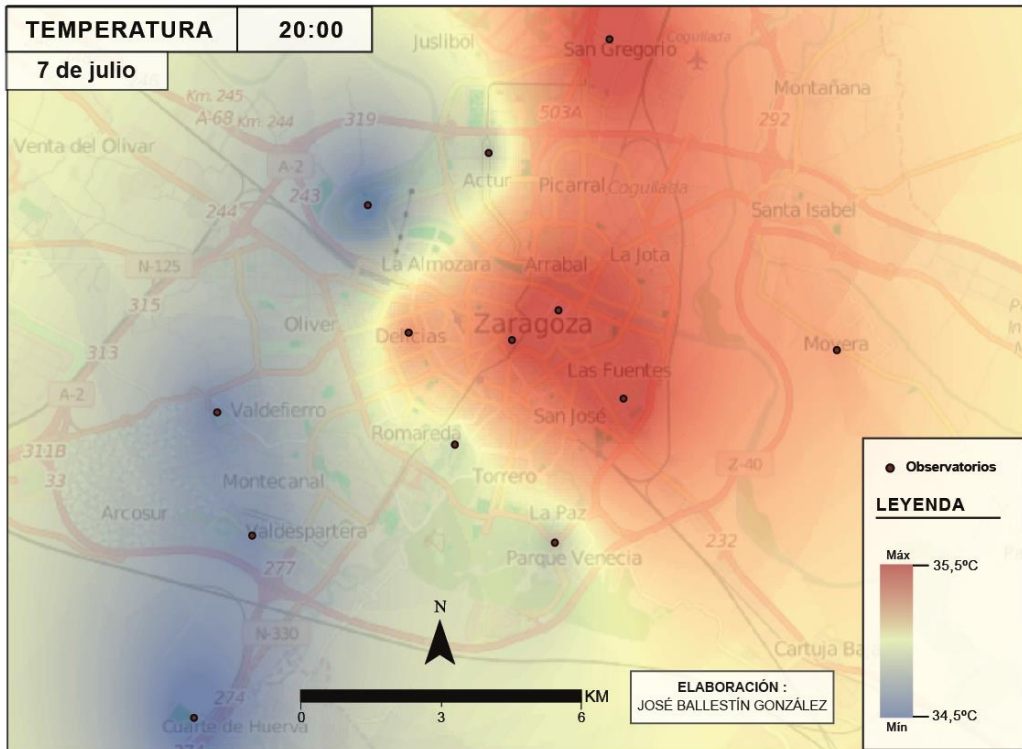 TEMPERATURA 20:00
7 de julio
Juslibol
San Gregorio
Cogullada
Montañana
Km. 245
A-68
Km. 244
319
503A
292
Venta del Olivar
A-2
243
Actur
Picarral
Cogullada
244
Santa Isabel
N-125
La Almozara
Arrabal
La Jota
315
Oliver
Delicias
Zaragoza
Movera
313
Las Fuentes
A-2
Valdefierro
San José
Romareda
311B
33
Montecanal
Torrero
Z-40
Arcosur
Valdespartera
La Paz
Parque Venecia
232
277
N-330
Cartuja
274
Cuarte de Huerva
N
KM
0 3 6
ELABORACIÓN :
JOSÉ BALLESTÍN GONZÁLEZ
Observatorios
LEYENDA
Máx
35,5ºC
34,5ºC
Mín